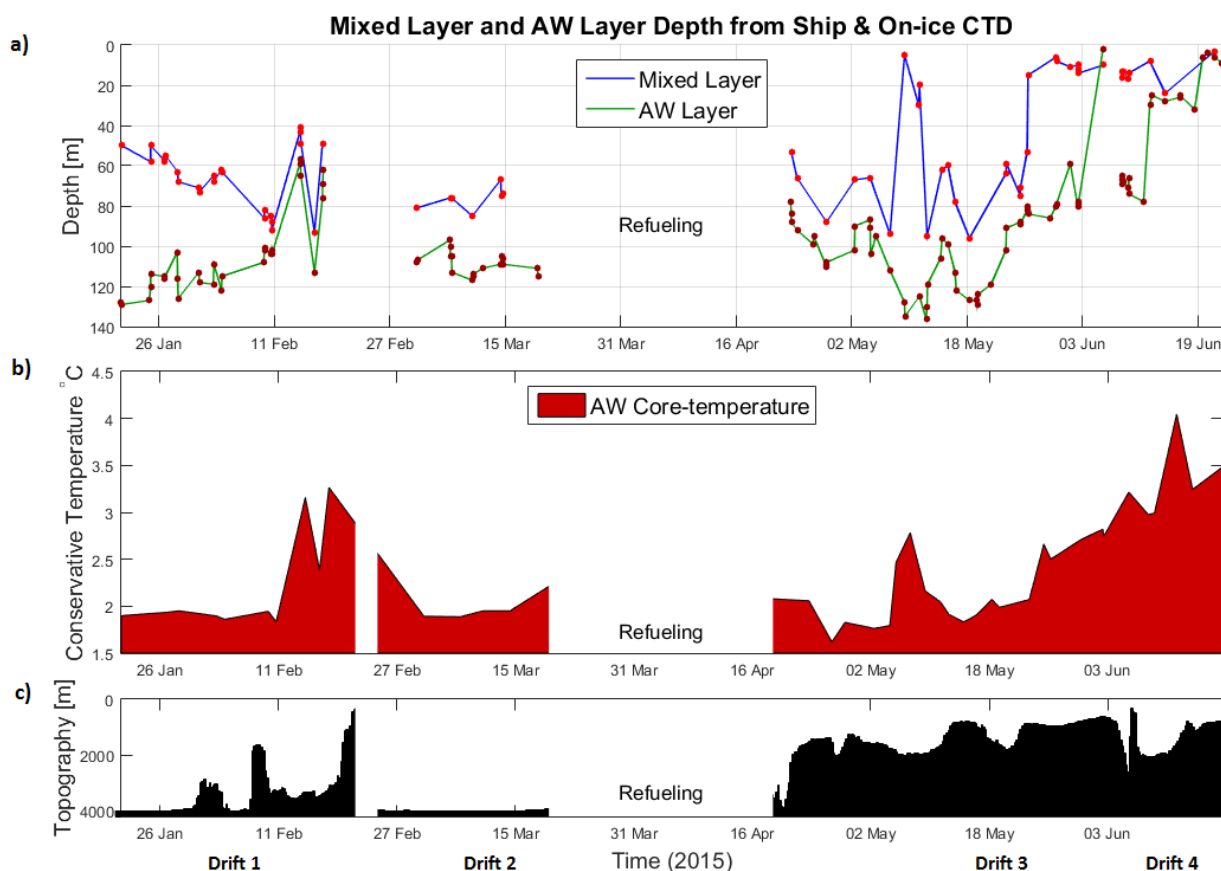 Mixed Layer and AW Layer Depth from Ship & On-ice CTD
a)
Depth [m]
0
20
40
60
80
100
120
140
Mixed Layer
AW Layer
Refueling
26 Jan 11 Feb 27 Feb 15 Mar 31 Mar 16 Apr 02 May 18 May 03 Jun 19 Jun
b)
Conservative Temperature °C
4.5
4
3.5
3
2.5
2
1.5
AW Core-temperature
Refueling
26 Jan 11 Feb 27 Feb 15 Mar 31 Mar 16 Apr 02 May 18 May 03 Jun
c)
Topography [m]
0
2000
4000
Refueling
26 Jan 11 Feb 27 Feb 15 Mar 31 Mar 16 Apr 02 May 18 May 03 Jun
Drift 1 Drift 2 Time (2015) Drift 3 Drift 4